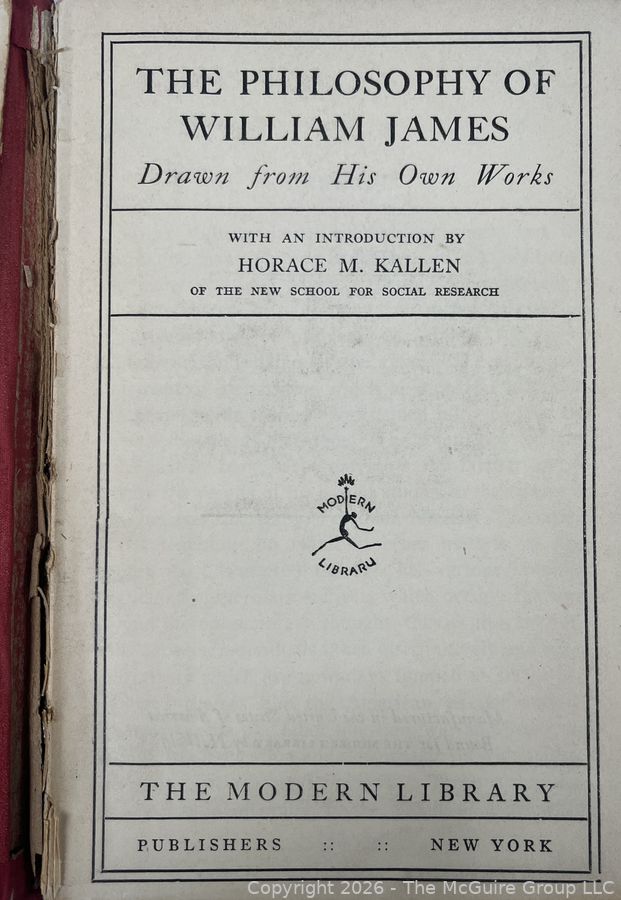 THE PHILOSOPHY OF
WILLIAM JAMES
Drawn from His Own Works
WITH AN INTRODUCTION BY
HORACE M. KALLEN
OF THE NEW SCHOOL FOR SOCIAL RESEARCH
MODERN
LIBRARY
THE MODERN LIBRARY
PUBLISHERS :: :: NEW YORK
Copyright 2026 - The McGuire Group LLC